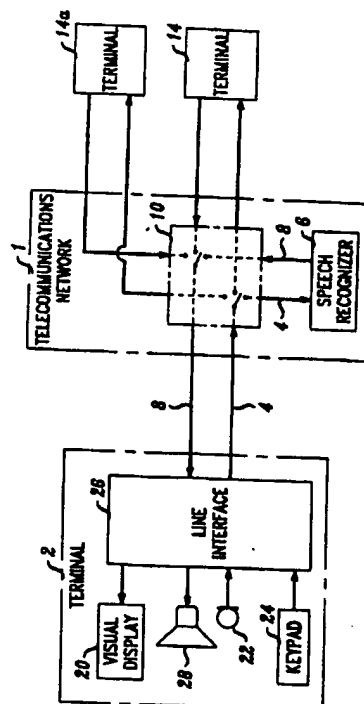 2
TERMINAL
20
VISUAL
DISPLAY
28
22
24
KEYPAD
26
LINE
INTERFACE
8
4
1
TELECOMMUNICATIONS
NETWORK
10
4
8
6
SPEECH
RECOGNIZER
14a
TERMINAL
14
TERMINAL